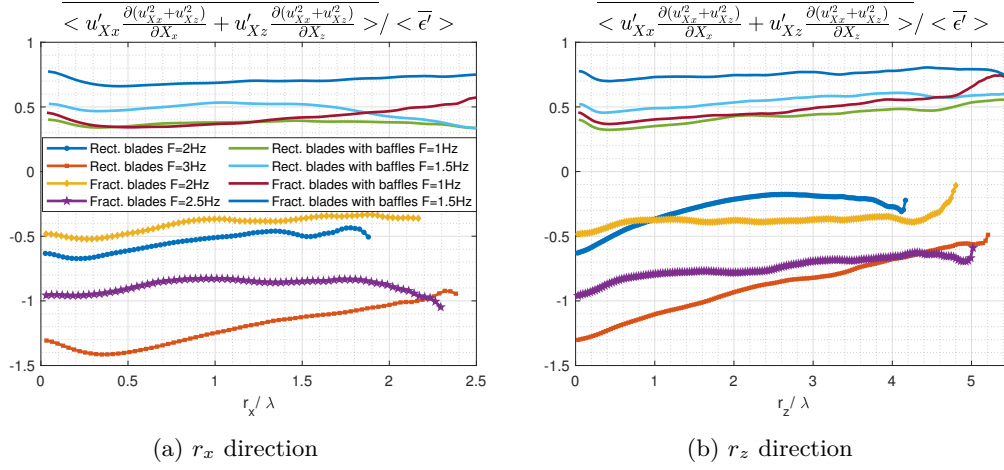 < u'_{Xx} ∂(u'^2_{Xx}+u'^2_{Xz})/∂X_x + u'_{Xz} ∂(u'^2_{Xx}+u'^2_{Xz})/∂X_z >/ < ε' >
1
0.5
0
-0.5
-1
-1.5
Rect. blades F=2Hz
Rect. blades F=3Hz
Fract. blades F=2Hz
Fract. blades F=2.5Hz
Rect. blades with baffles F=1Hz
Rect. blades with baffles F=1.5Hz
Fract. blades with baffles F=1Hz
Fract. blades with baffles F=1.5Hz
0 0.5 1 1.5 2 2.5
r_x/ λ
(a) r_x direction
< u'_{Xx} ∂(u'^2_{Xx}+u'^2_{Xz})/∂X_x + u'_{Xz} ∂(u'^2_{Xx}+u'^2_{Xz})/∂X_z >/ < ε' >
1
0.5
0
-0.5
-1
-1.5
0 1 2 3 4 5
r_z/ λ
(b) r_z direction